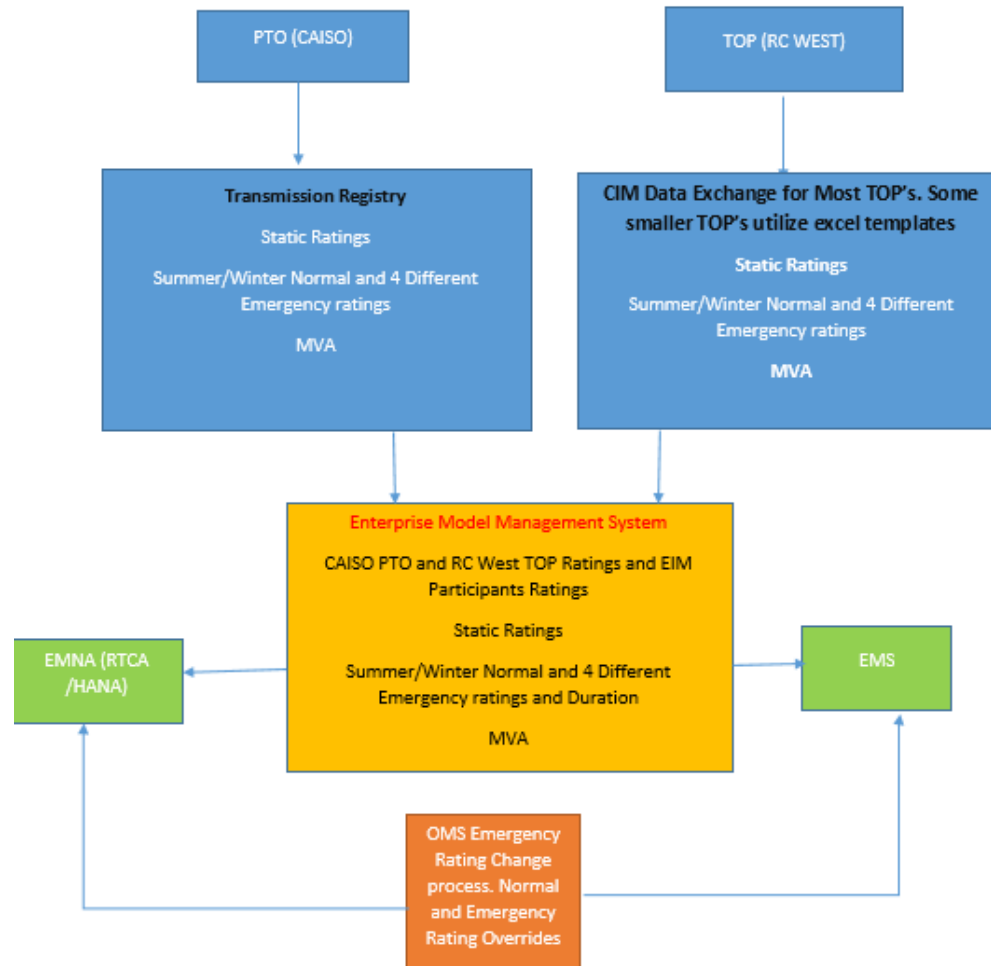 PTO (CAISO)
TOP (RC WEST)
Transmission Registry
Static Ratings
Summer/Winter Normal and 4 Different
Emergency ratings
MVA
CIM Data Exchange for Most TOP's. Some
smaller TOP's utilize excel templates
Static Ratings
Summer/Winter Normal and 4 Different
Emergency ratings
MVA
Enterprise Model Management System
CAISO PTO and RC West TOP Ratings and EIM
Participants Ratings
Static Ratings
Summer/Winter Normal and 4 Different
Emergency ratings and Duration
MVA
EMNA (RTCA
/HANA)
EMS
OMS Emergency
Rating Change
process. Normal
and Emergency
Rating Overrides